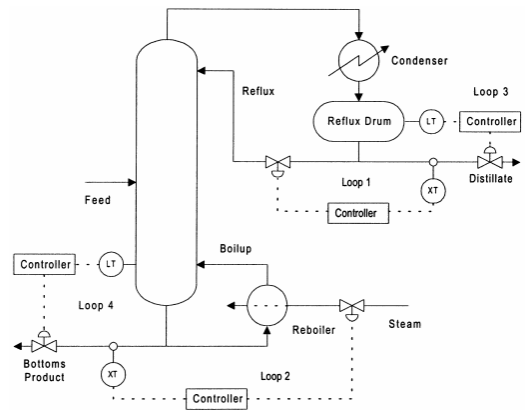 Condenser
Loop 3
Reflux
Reflux Drum
LT
Controller
Loop 1
Distillate
XT
Feed
Controller
Boilup
Controller
LT
Loop 4
Reboiler
Steam
Bottoms
Product
XT
Loop 2
Controller